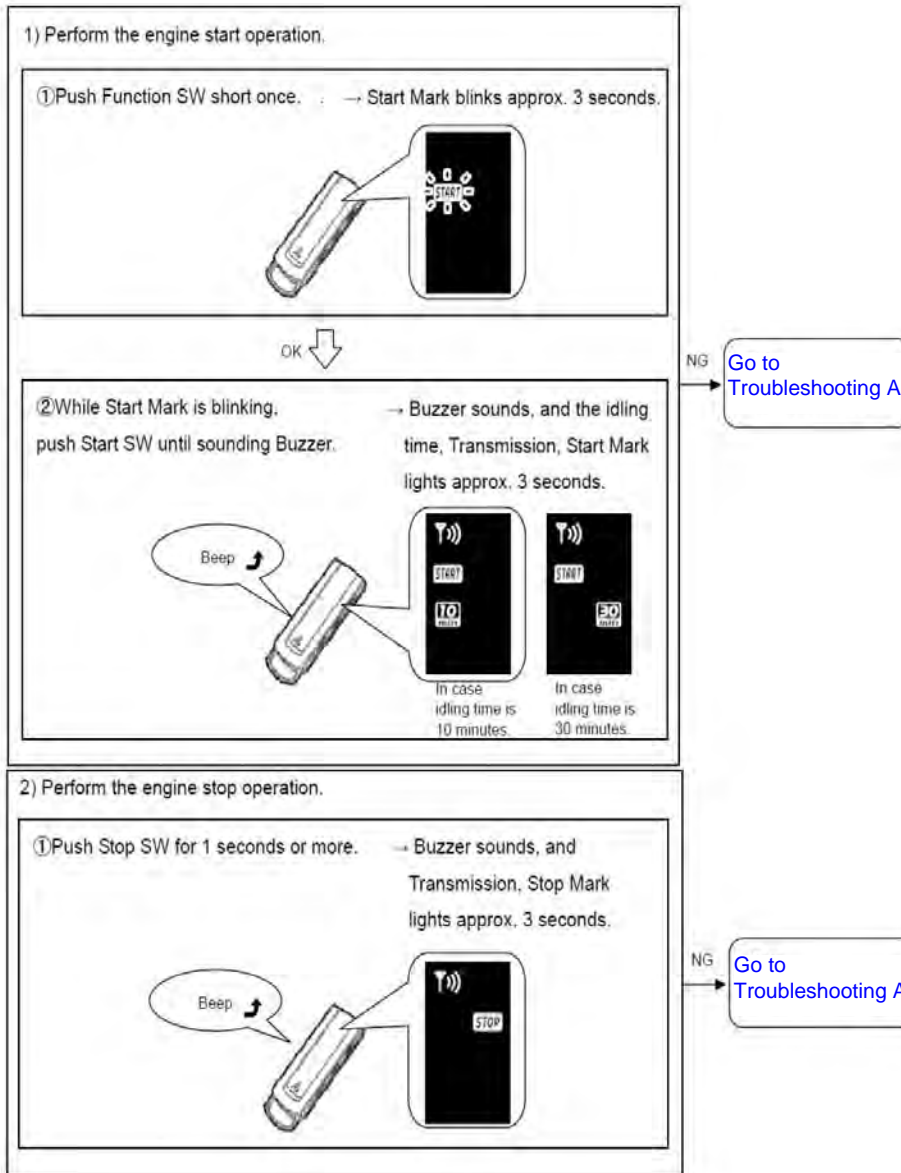 1) Perform the engine start operation.
①Push Function SW short once. . → Start Mark blinks approx. 3 seconds.
START
OK
NG
Go to
Troubleshooting A
②While Start Mark is blinking,
push Start SW until sounding Buzzer.
→ Buzzer sounds, and the idling
time, Transmission, Start Mark
lights approx. 3 seconds.
Beep
START
10
min
START
30
min
In case
idling time is
10 minutes.
In case
idling time is
30 minutes.
2) Perform the engine stop operation.
①Push Stop SW for 1 seconds or more.
→ Buzzer sounds, and
Transmission, Stop Mark
lights approx. 3 seconds.
Beep
STOP
NG
Go to
Troubleshooting A